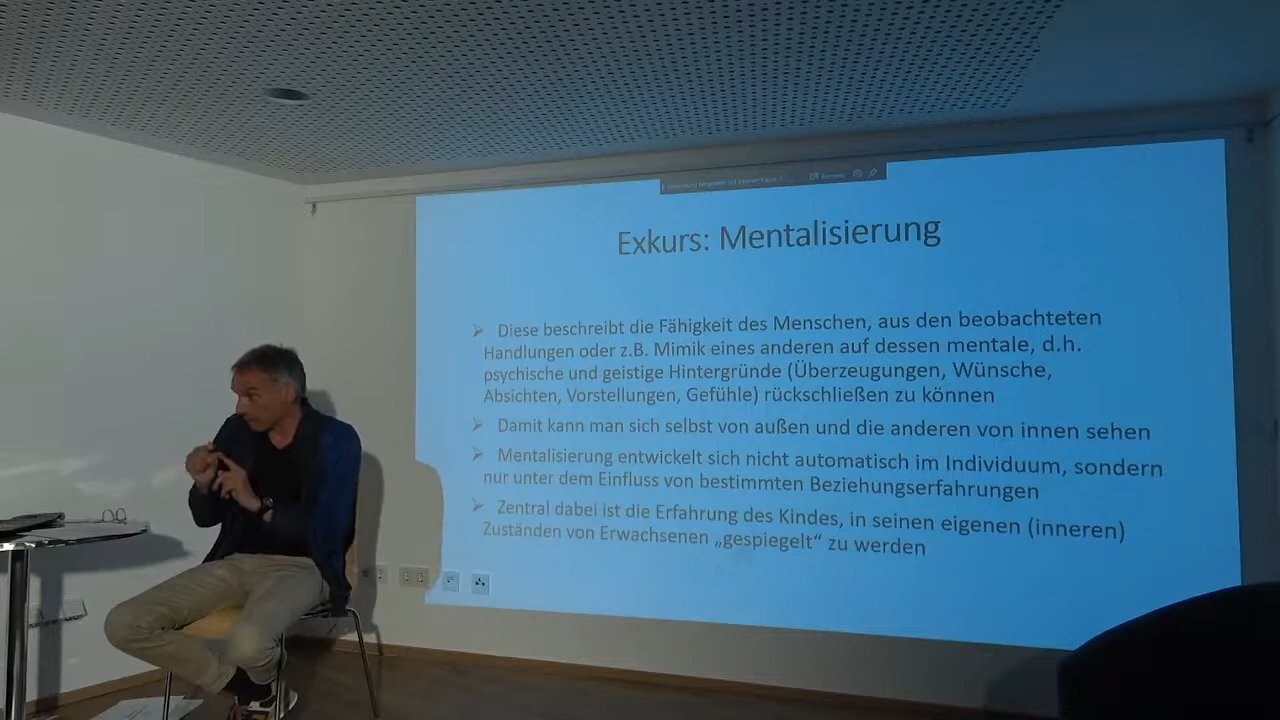 Exkurs: Mentalisierung
Diese beschreibt die Fähigkeit des Menschen, aus den beobachteten
Handlungen oder z.B. Mimik eines anderen auf dessen mentale, d.h.
psychische und geistige Hintergründe (Überzeugungen, Wünsche,
Absichten, Vorstellungen, Gefühle) rückschließen zu können
Damit kann man sich selbst von außen und die anderen von innen sehen
Mentalisierung entwickelt sich nicht automatisch im Individuum, sondern
nur unter dem Einfluss von bestimmten Beziehungserfahrungen
Zentral dabei ist die Erfahrung des Kindes, in seinen eigenen (inneren)
Zuständen von Erwachsenen „gespiegelt“ zu werden